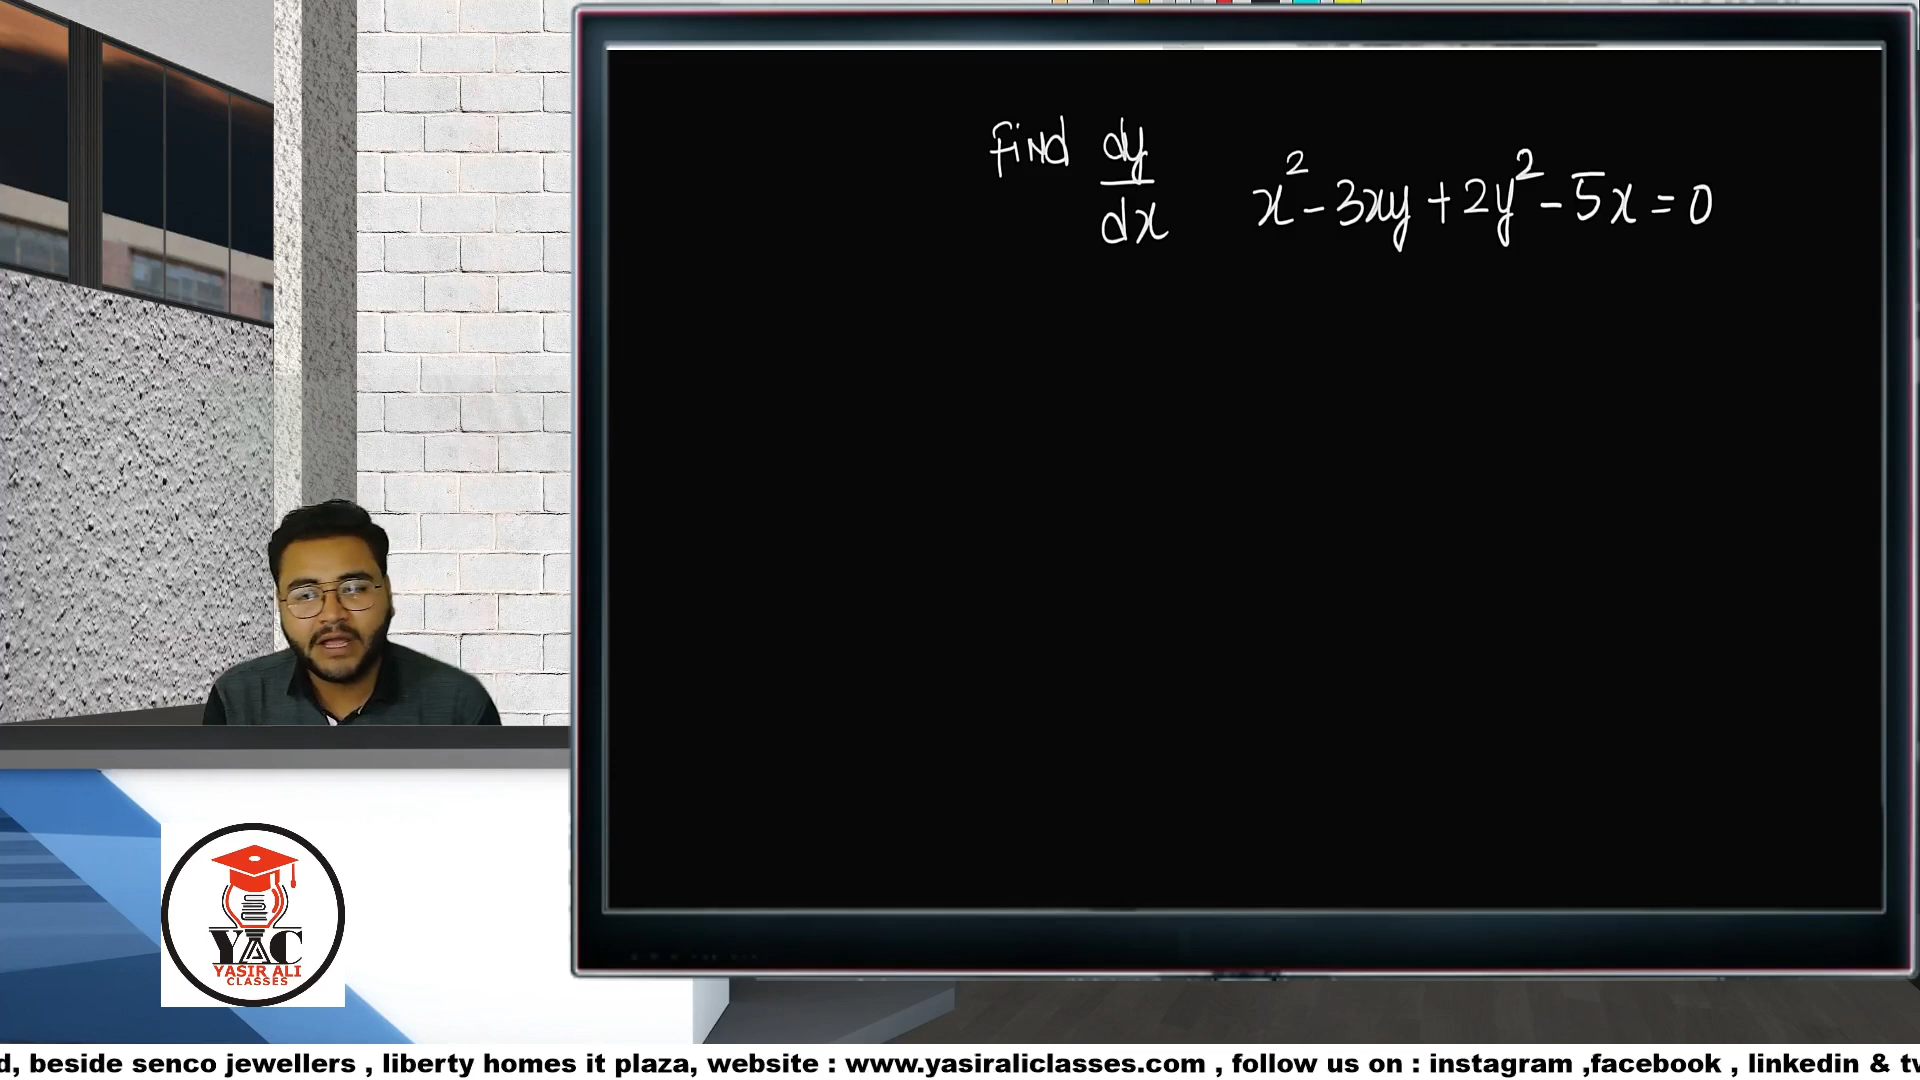 Find dy/dx x² - 3xy + 2y² - 5x = 0
YAC
YASIR ALI
CLASSES
beside senco jewellers , liberty homes it plaza, website : www.yasiraliclasses.com , follow us on : instagram ,facebook , linkedin &